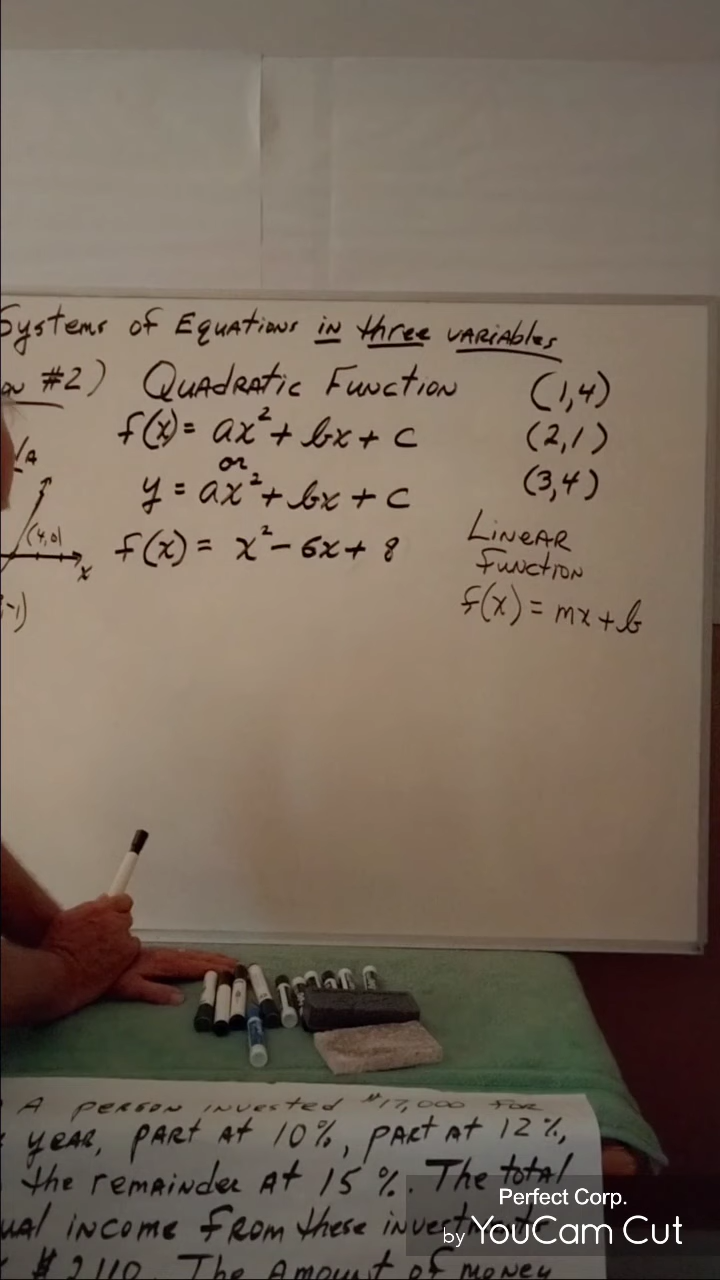 Systems of Equations in three variables
#2) Quadratic Function (1,4)
f(x) = ax² + bx + c (2,1)
or
y = ax² + bx + c (3,4)
f(x) = x² - 6x + 8
Linear
Function
f(x) = mx + b
(4,0)
x
-1)
A person invested $17,000 for
year, part at 10%, part at 12%,
the remainder at 15%. The total
income from these investments
$2110. The amount of money
Perfect Corp.
by YouCam Cut